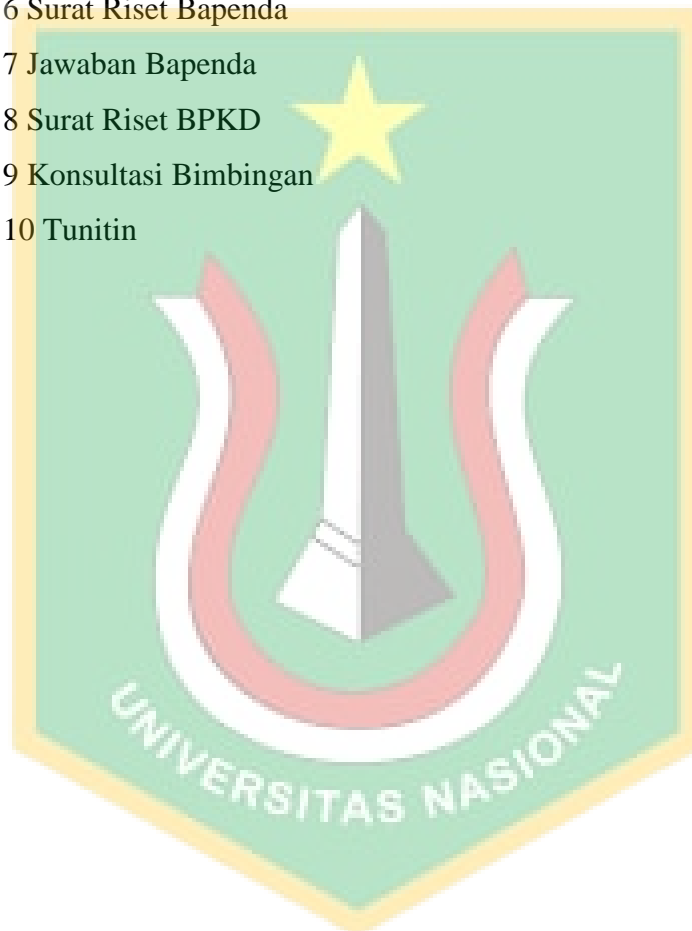 6 Surat Riset Bapenda
7 Jawaban Bapenda
8 Surat Riset BPKD
9 Konsultasi Bimbingan
10 Tunitin
UNIVERSITAS NASIONAL